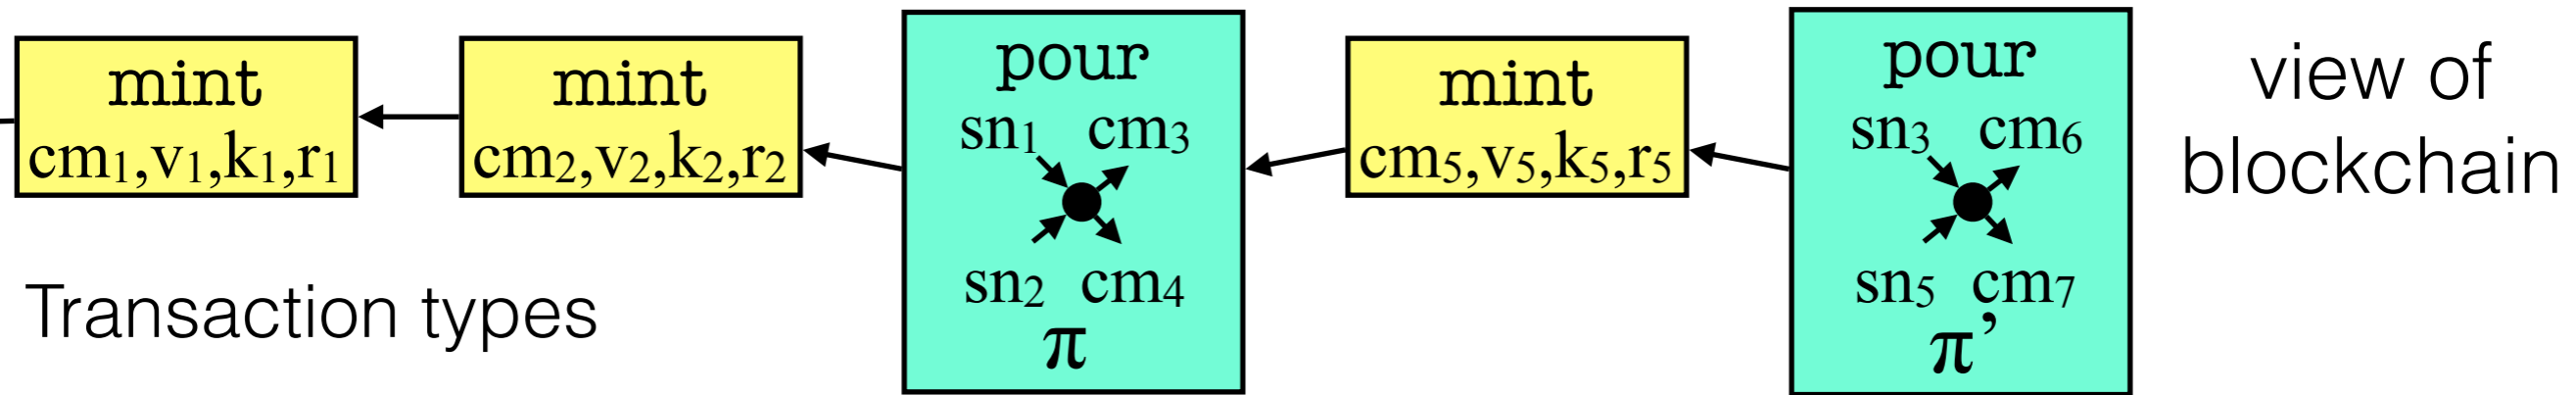 mint
cm₁,v₁,k₁,r₁
mint
cm₂,v₂,k₂,r₂
pour
sn₁ cm₃
sn₂ cm₄
π
mint
cm₅,v₅,k₅,r₅
pour
sn₃ cm₆
sn₅ cm₇
π’
view of
blockchain
Transaction types